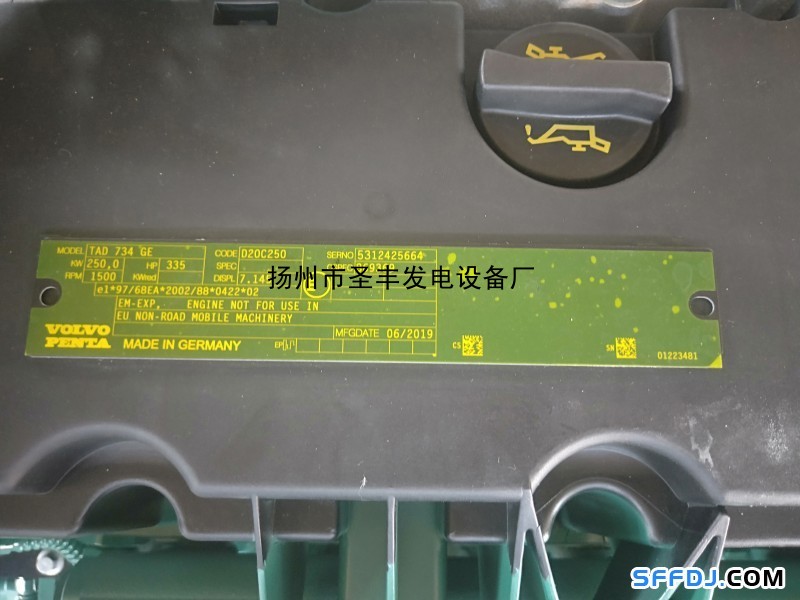 MODEL TAD 734 GE CODE D20C250 SERNO 5312425664
KW 250,0 HP 335 SPEC
RPM 1500 KWred DISPL 7.14
扬州市圣丰发电设备厂
e1*97/68EA*2002/88*0422*02
EM-EXP, ENGINE NOT FOR USE IN
EU NON-ROAD MOBILE MACHINERY
MFGDATE 06/2019
VOLVO
PENTA
MADE IN GERMANY EP CS SN 01223481
SFFDJ.COM